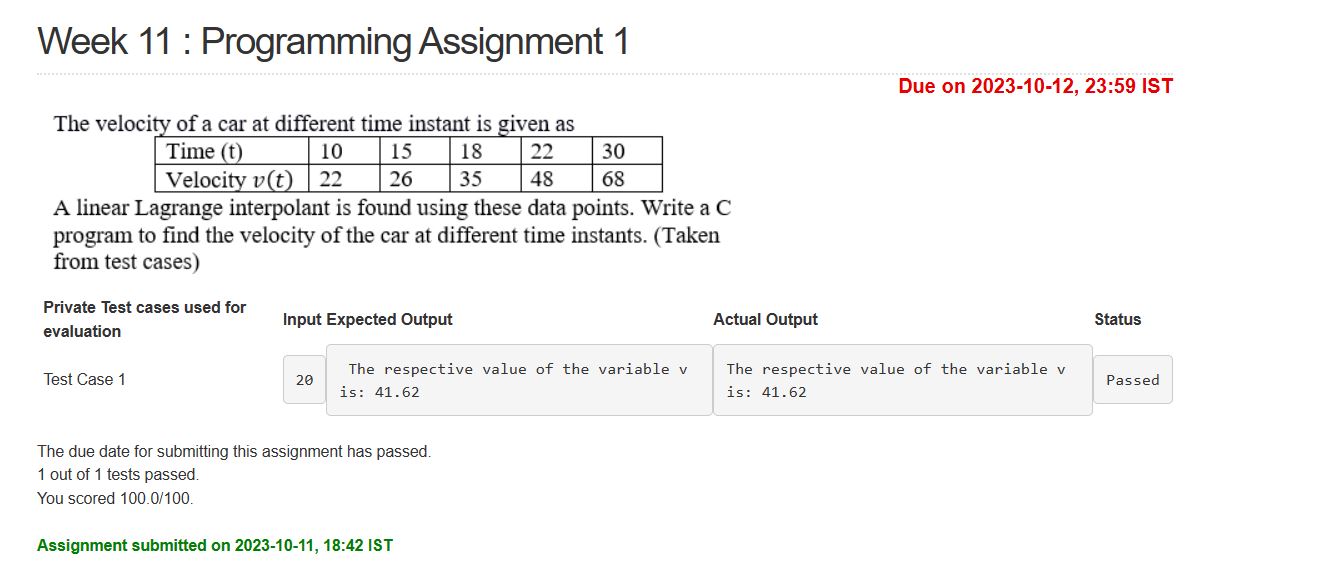 Week 11 : Programming Assignment 1
Due on 2023-10-12, 23:59 IST
The velocity of a car at different time instant is given as
Time (t) 10 15 18 22 30
Velocity v(t) 22 26 35 48 68
A linear Lagrange interpolant is found using these data points. Write a C
program to find the velocity of the car at different time instants. (Taken
from test cases)
Private Test cases used for
evaluation
Input Expected Output Actual Output Status
Test Case 1
20
The respective value of the variable v
is: 41.62
The respective value of the variable v
is: 41.62
Passed
The due date for submitting this assignment has passed.
1 out of 1 tests passed.
You scored 100.0/100.
Assignment submitted on 2023-10-11, 18:42 IST